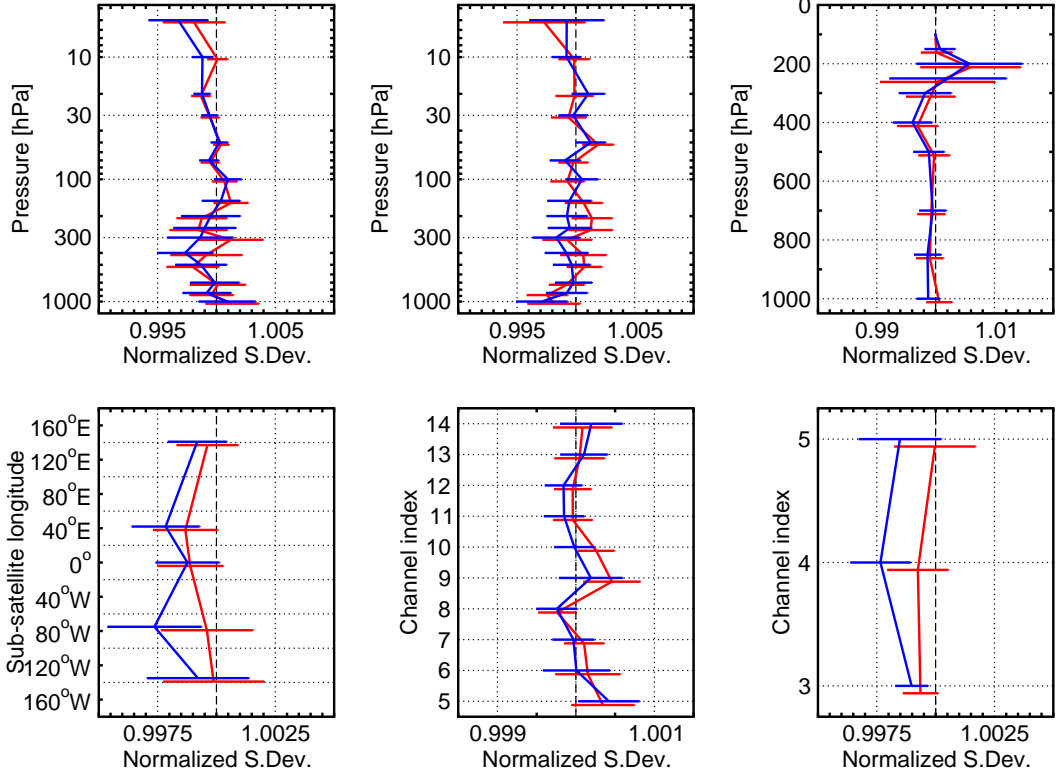 Pressure [hPa]
10
30
100
300
1000
0.995
1.005
Normalized S.Dev.
Pressure [hPa]
10
30
100
300
1000
0.995
1.005
Normalized S.Dev.
Pressure [hPa]
0
200
400
600
800
1000
0.99
1.01
Normalized S.Dev.
Sub-satellite longitude
160°E
120°E
80°E
40°E
0°
40°W
80°W
120°W
160°W
0.9975
1.0025
Normalized S.Dev.
Channel index
14
13
12
11
10
9
8
7
6
5
0.999
1.001
Normalized S.Dev.
Channel index
5
4
3
0.9975
1.0025
Normalized S.Dev.